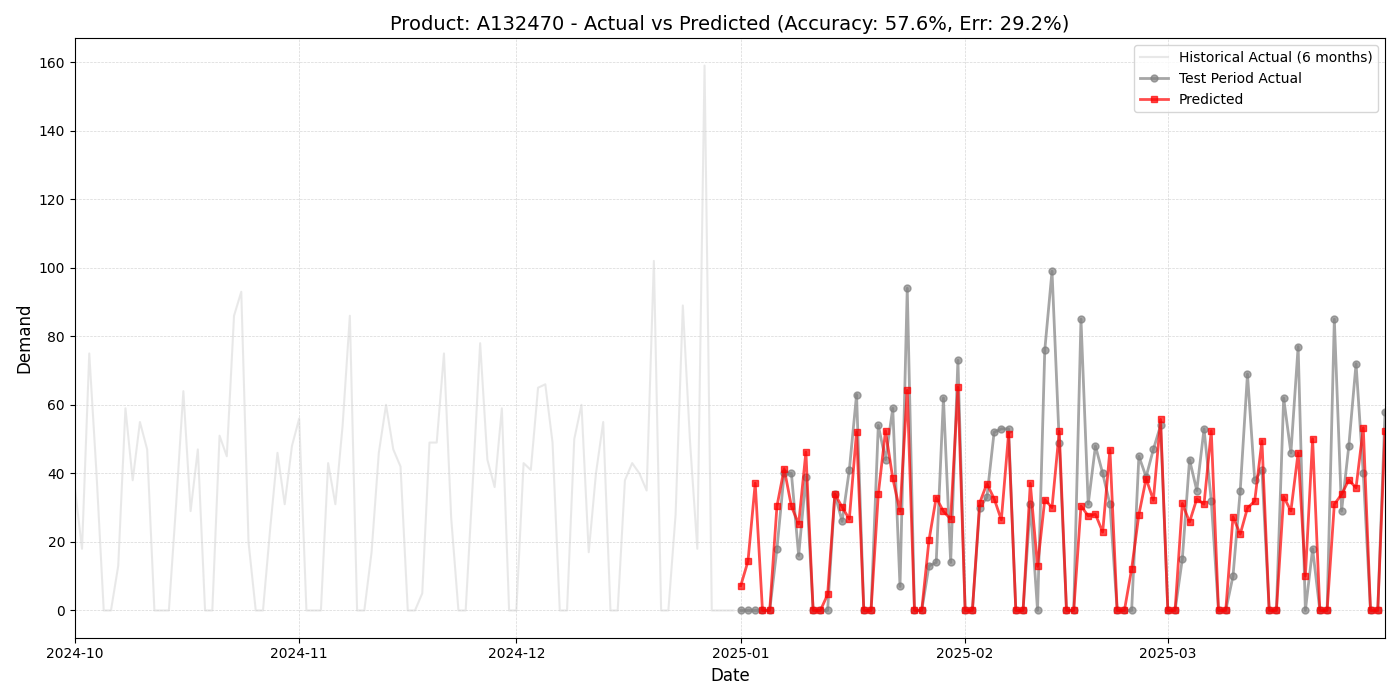 Product: A132470 - Actual vs Predicted (Accuracy: 57.6%, Err: 29.2%)
Historical Actual (6 months)
Test Period Actual
Predicted
Demand
160
140
120
100
80
60
40
20
0
2024-10
2024-11
2024-12
2025-01
2025-02
2025-03
Date